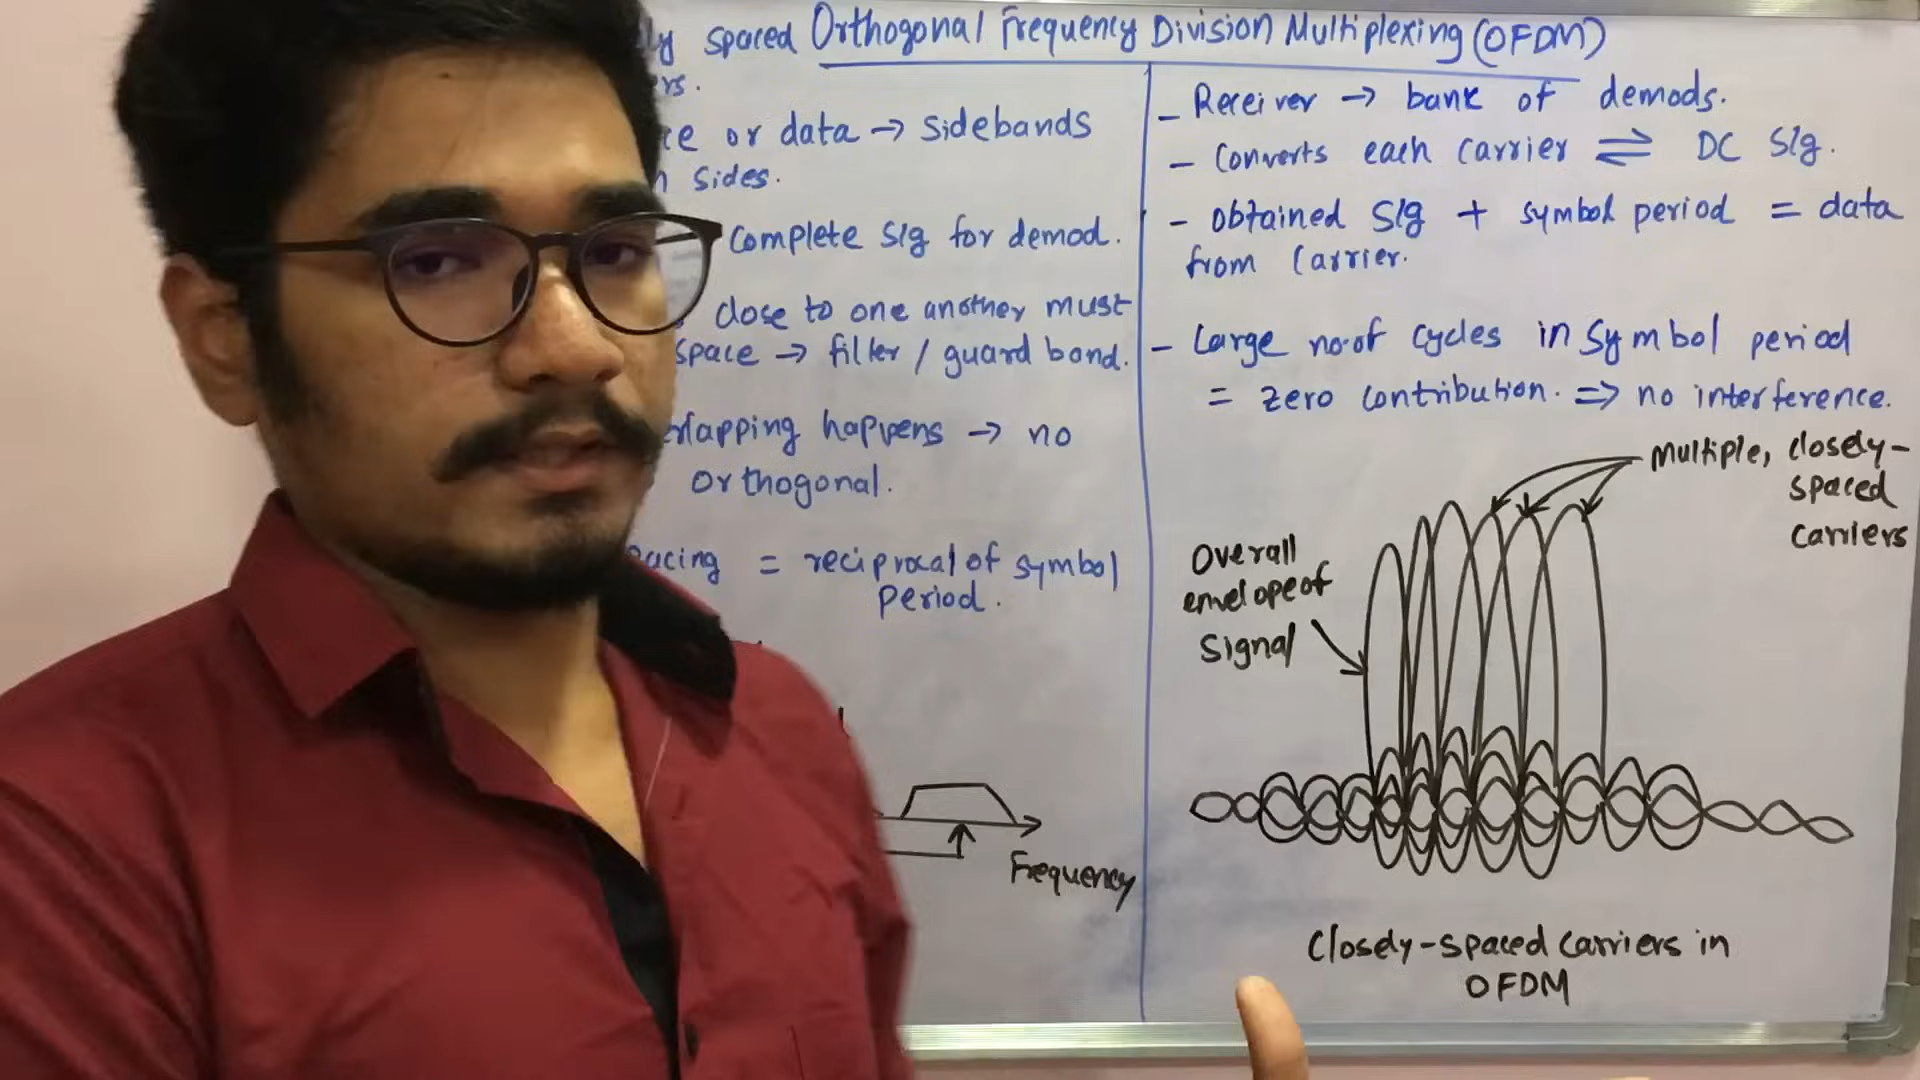 spaced Orthogonal Frequency Division Multiplexing (OFDM)
or data → sidebands
sides.
complete sig for demod.
close to one another must
space → filter / guard band.
happens → no
orthogonal.
= reciprocal of symbol
period.
Frequency
- Receiver → bank of demods.
- Converts each carrier ⇌ DC sig.
- obtained sig + symbol period = data
from carrier.
- Large no. of cycles in symbol period
= zero contribution. ⇒ no interference.
Multiple, closely-
spaced
carriers
Overall
envelope of
signal
Closely-spaced carriers in
OFDM